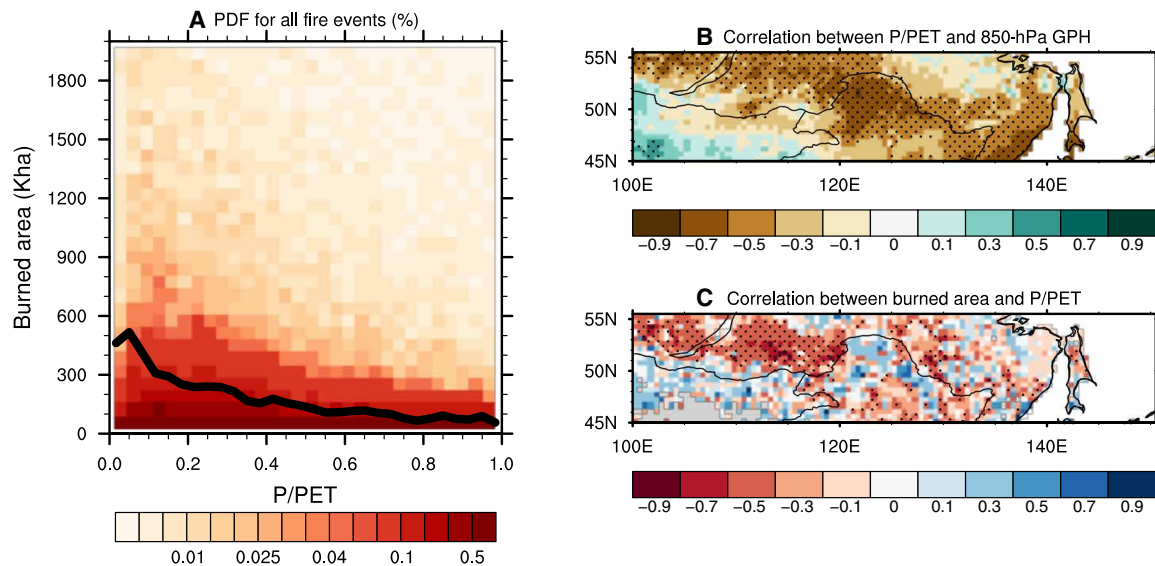 A PDF for all fire events (%)
Burned area (Kha)
1800
1500
1200
900
600
300
0
0.0 0.2 0.4 0.6 0.8 1.0
P/PET
0.01 0.025 0.04 0.1 0.5
B Correlation between P/PET and 850-hPa GPH
55N
50N
45N
100E 120E 140E
−0.9 −0.7 −0.5 −0.3 −0.1 0 0.1 0.3 0.5 0.7 0.9
C Correlation between burned area and P/PET
55N
50N
45N
100E 120E 140E
−0.9 −0.7 −0.5 −0.3 −0.1 0 0.1 0.3 0.5 0.7 0.9